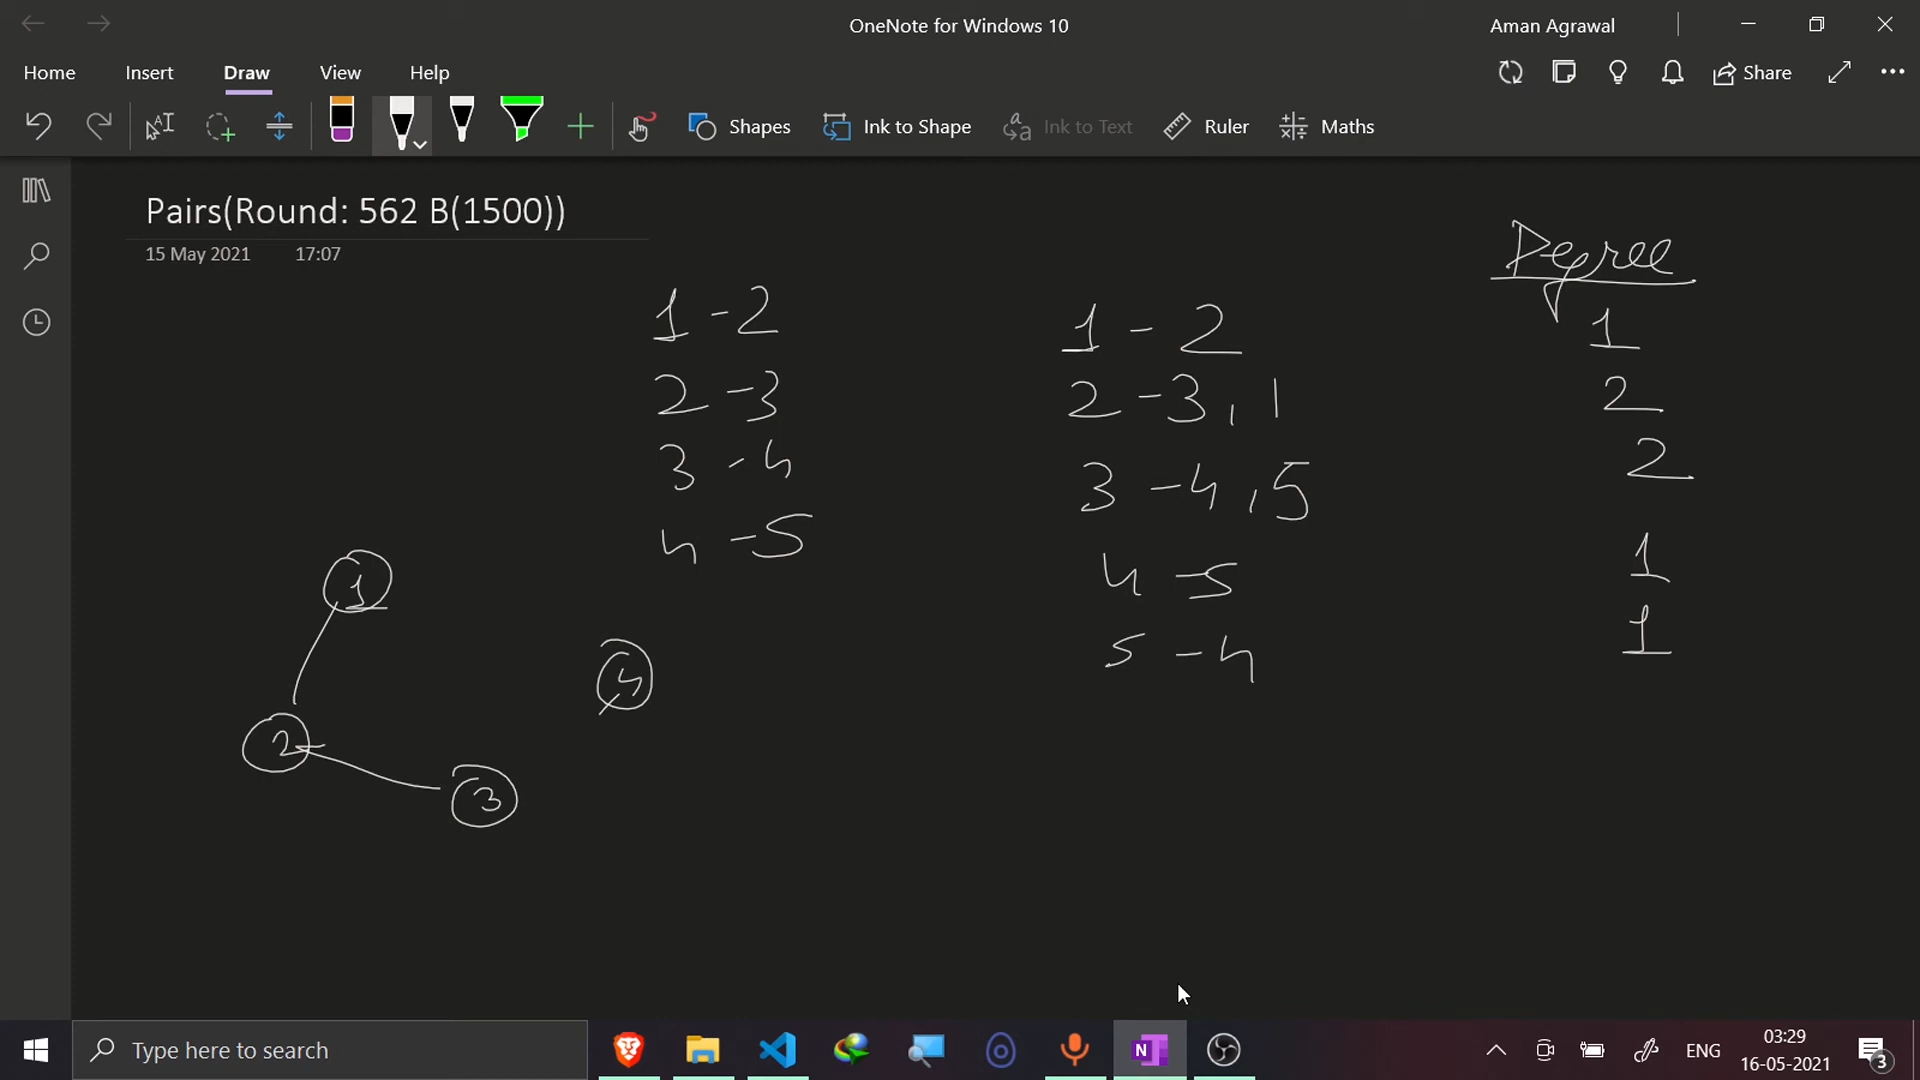 OneNote for Windows 10
Aman Agrawal
Home Insert Draw View Help
Share
Shapes Ink to Shape Ink to Text Ruler Maths
Pairs(Round: 562 B(1500))
15 May 2021 17:07
1 - 2
2 - 3
3 - 4
4 - 5
1 - 2
2 - 3, 1
3 - 4, 5
4 - 5
5 - 4
Degree
1
2
2
1
1
1
2
3
4
Type here to search
N
ENG
03:29
16-05-2021
3